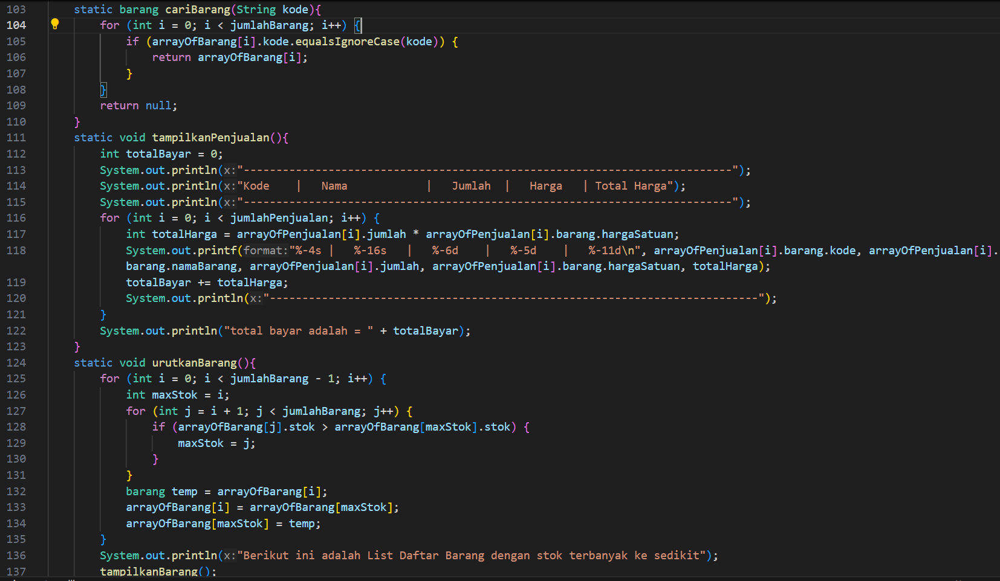 103 static barang cariBarang(String kode){
104 for (int i = 0; i < jumlahBarang; i++) {
105 if (arrayOfBarang[i].kode.equalsIgnoreCase(kode)) {
106 return arrayOfBarang[i];
107 }
108 }
109 return null;
110 }
111 static void tampilkanPenjualan(){
112 int totalBayar = 0;
113 System.out.println(x:"---------------------------------------------------------------------------");
114 System.out.println(x:"Kode    |   Nama            |   Jumlah  |   Harga   | Total Harga");
115 System.out.println(x:"---------------------------------------------------------------------------");
116 for (int i = 0; i < jumlahPenjualan; i++) {
117 int totalHarga = arrayOfPenjualan[i].jumlah * arrayOfPenjualan[i].barang.hargaSatuan;
118 System.out.printf(format:"%-4s |   %-16s   |   %-6d    |   %-5d    |   %-11d\n", arrayOfPenjualan[i].barang.kode, arrayOfPenjualan[i].
barang.namaBarang, arrayOfPenjualan[i].jumlah, arrayOfPenjualan[i].barang.hargaSatuan, totalHarga);
119 totalBayar += totalHarga;
120 System.out.println(x:"---------------------------------------------------------------------------");
121 }
122 System.out.println("total bayar adalah = " + totalBayar);
123 }
124 static void urutkanBarang(){
125 for (int i = 0; i < jumlahBarang - 1; i++) {
126 int maxStok = i;
127 for (int j = i + 1; j < jumlahBarang; j++) {
128 if (arrayOfBarang[j].stok > arrayOfBarang[maxStok].stok) {
129 maxStok = j;
130 }
131 }
132 barang temp = arrayOfBarang[i];
133 arrayOfBarang[i] = arrayOfBarang[maxStok];
134 arrayOfBarang[maxStok] = temp;
135 }
136 System.out.println(x:"Berikut ini adalah List Daftar Barang dengan stok terbanyak ke sedikit");
137 tampilkanBarang();